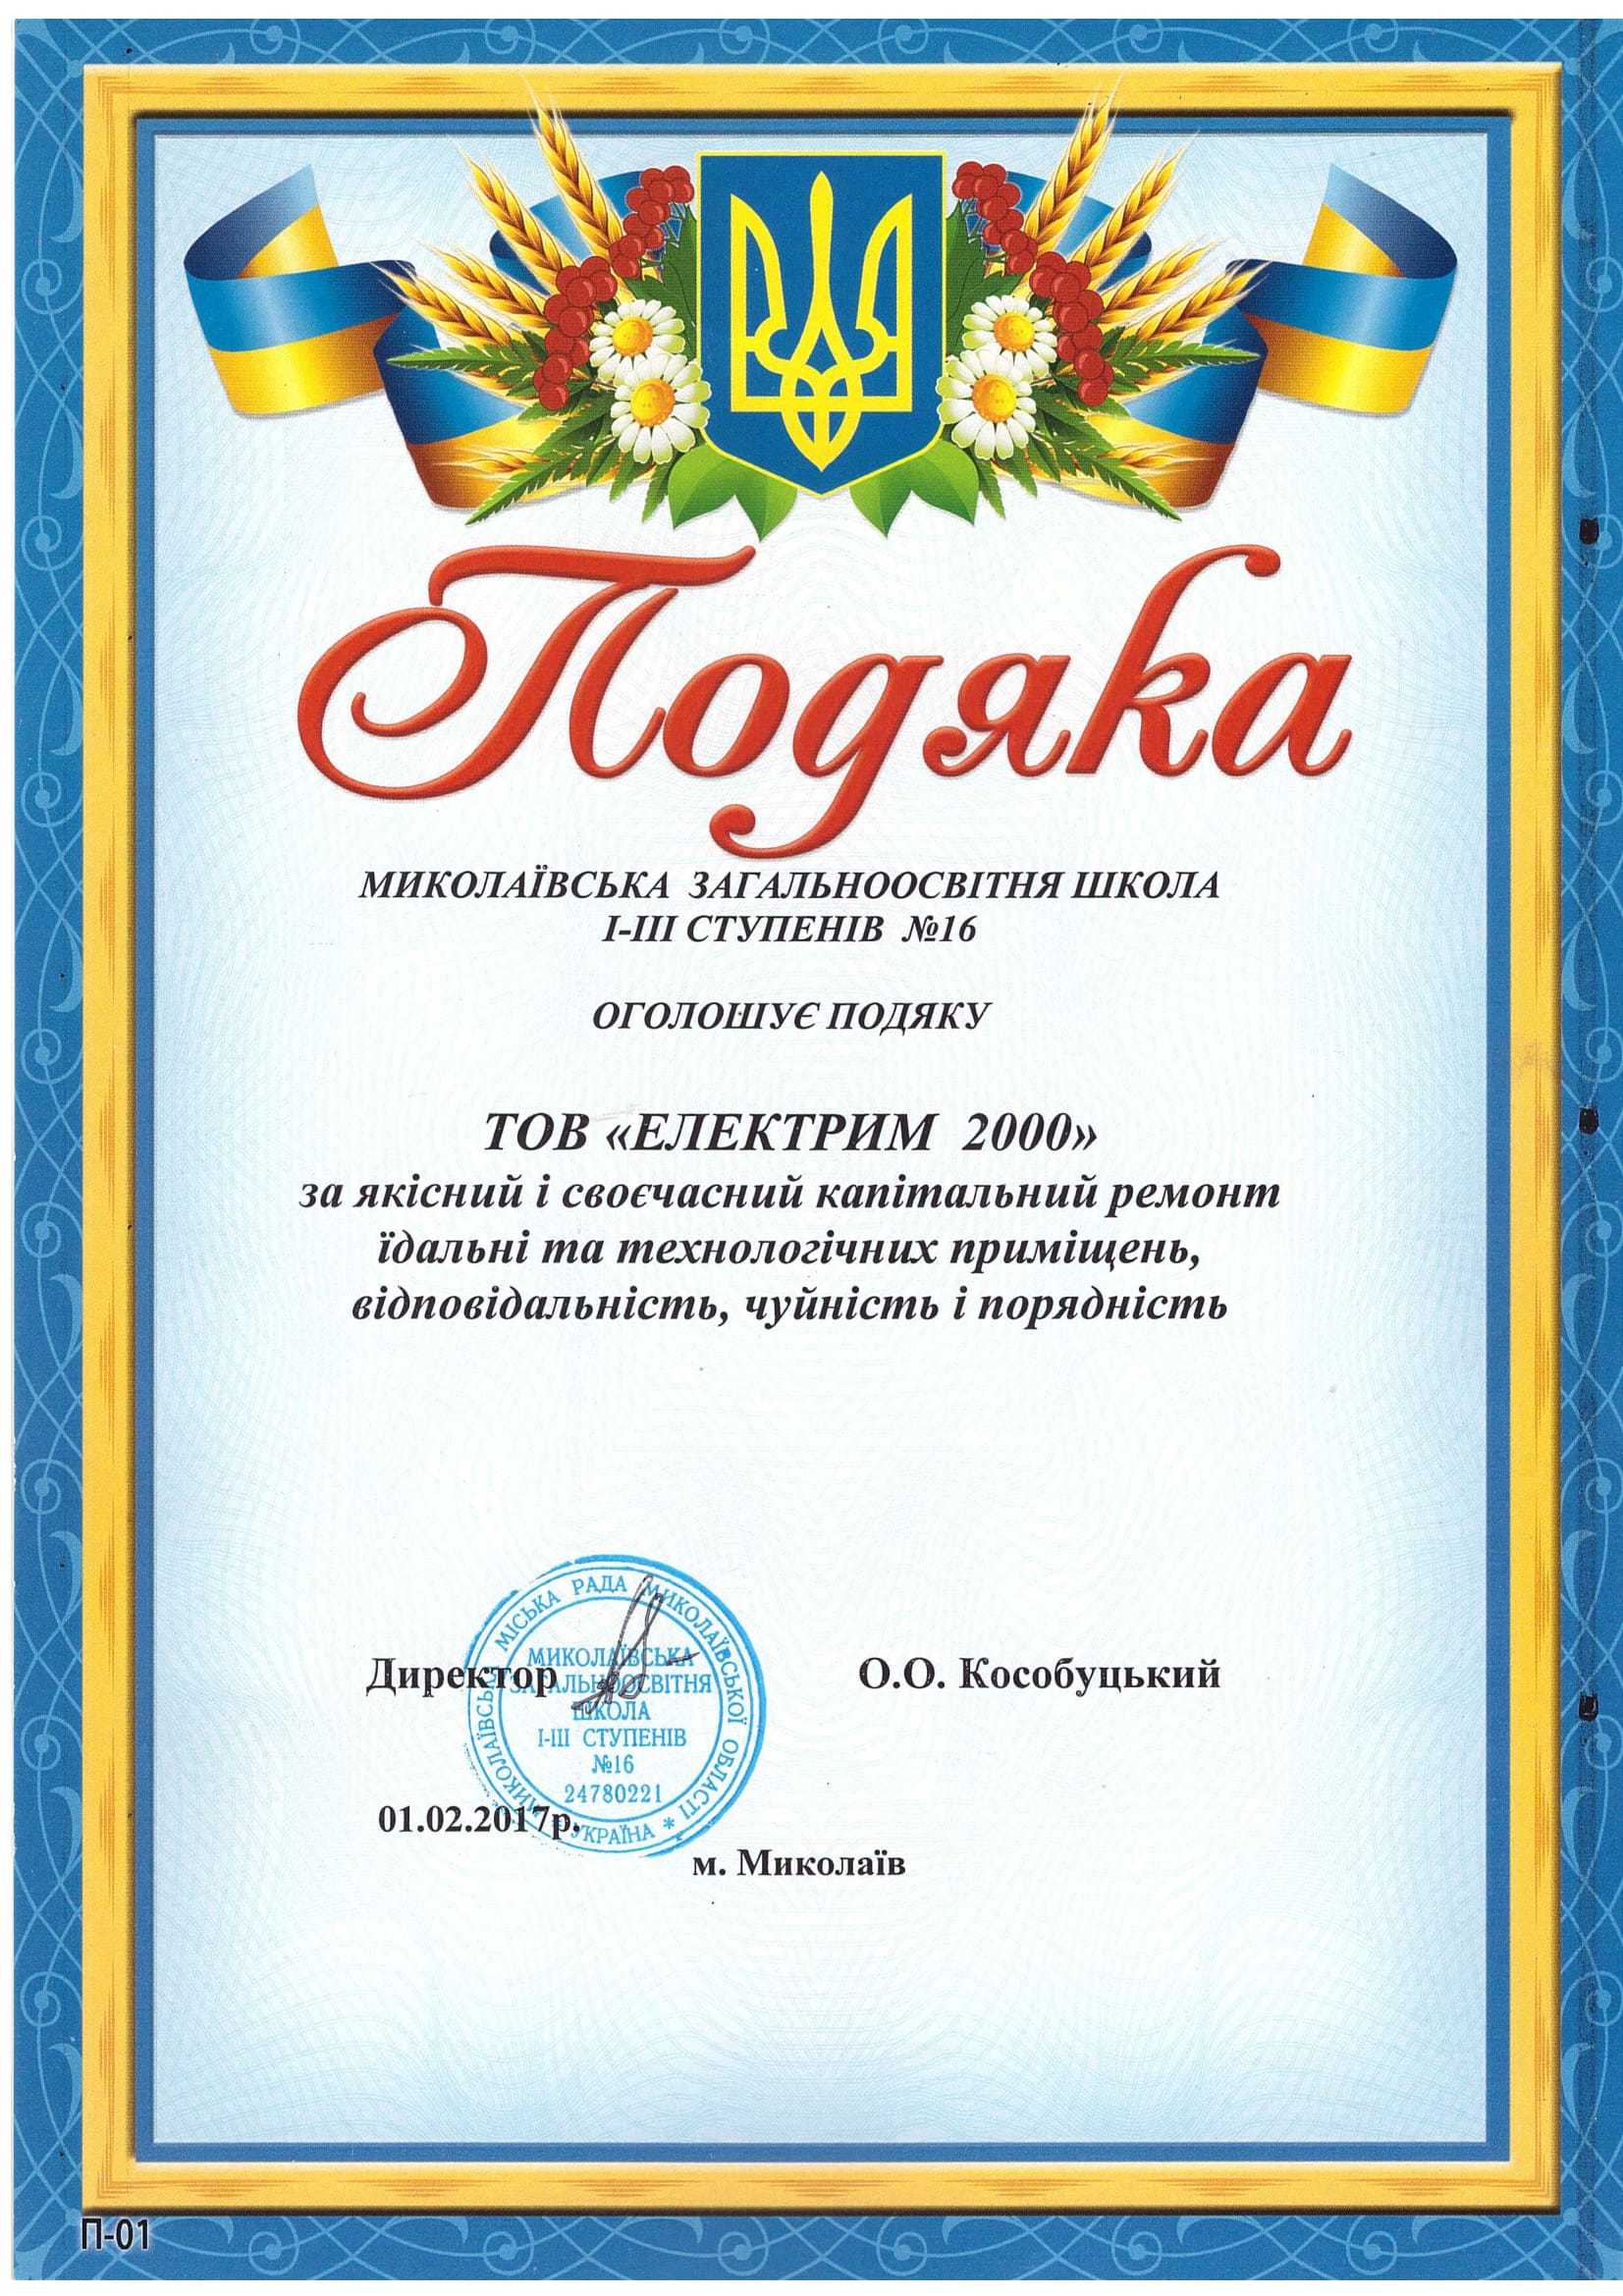 Подяка
МИКОЛАЇВСЬКА ЗАГАЛЬНООСВІТНЯ ШКОЛА
І-ІІІ СТУПЕНІВ №16
ОГОЛОШУЄ ПОДЯКУ
ТОВ «ЕЛЕКТРИМ 2000»
за якісний і своєчасний капітальний ремонт
їдальні та технологічних приміщень,
відповідальність, чуйність і порядність
Директор
О.О. Кособуцький
МИКОЛАЇВСЬКА МІСЬКА РАДА МИКОЛАЇВСЬКОЇ ОБЛАСТІ * УКРАЇНА *
МИКОЛАЇВСЬКА
ЗАГАЛЬНООСВІТНЯ
ШКОЛА
І-ІІІ СТУПЕНІВ
№16
24780221
01.02.2017р.
м. Миколаїв
П-01